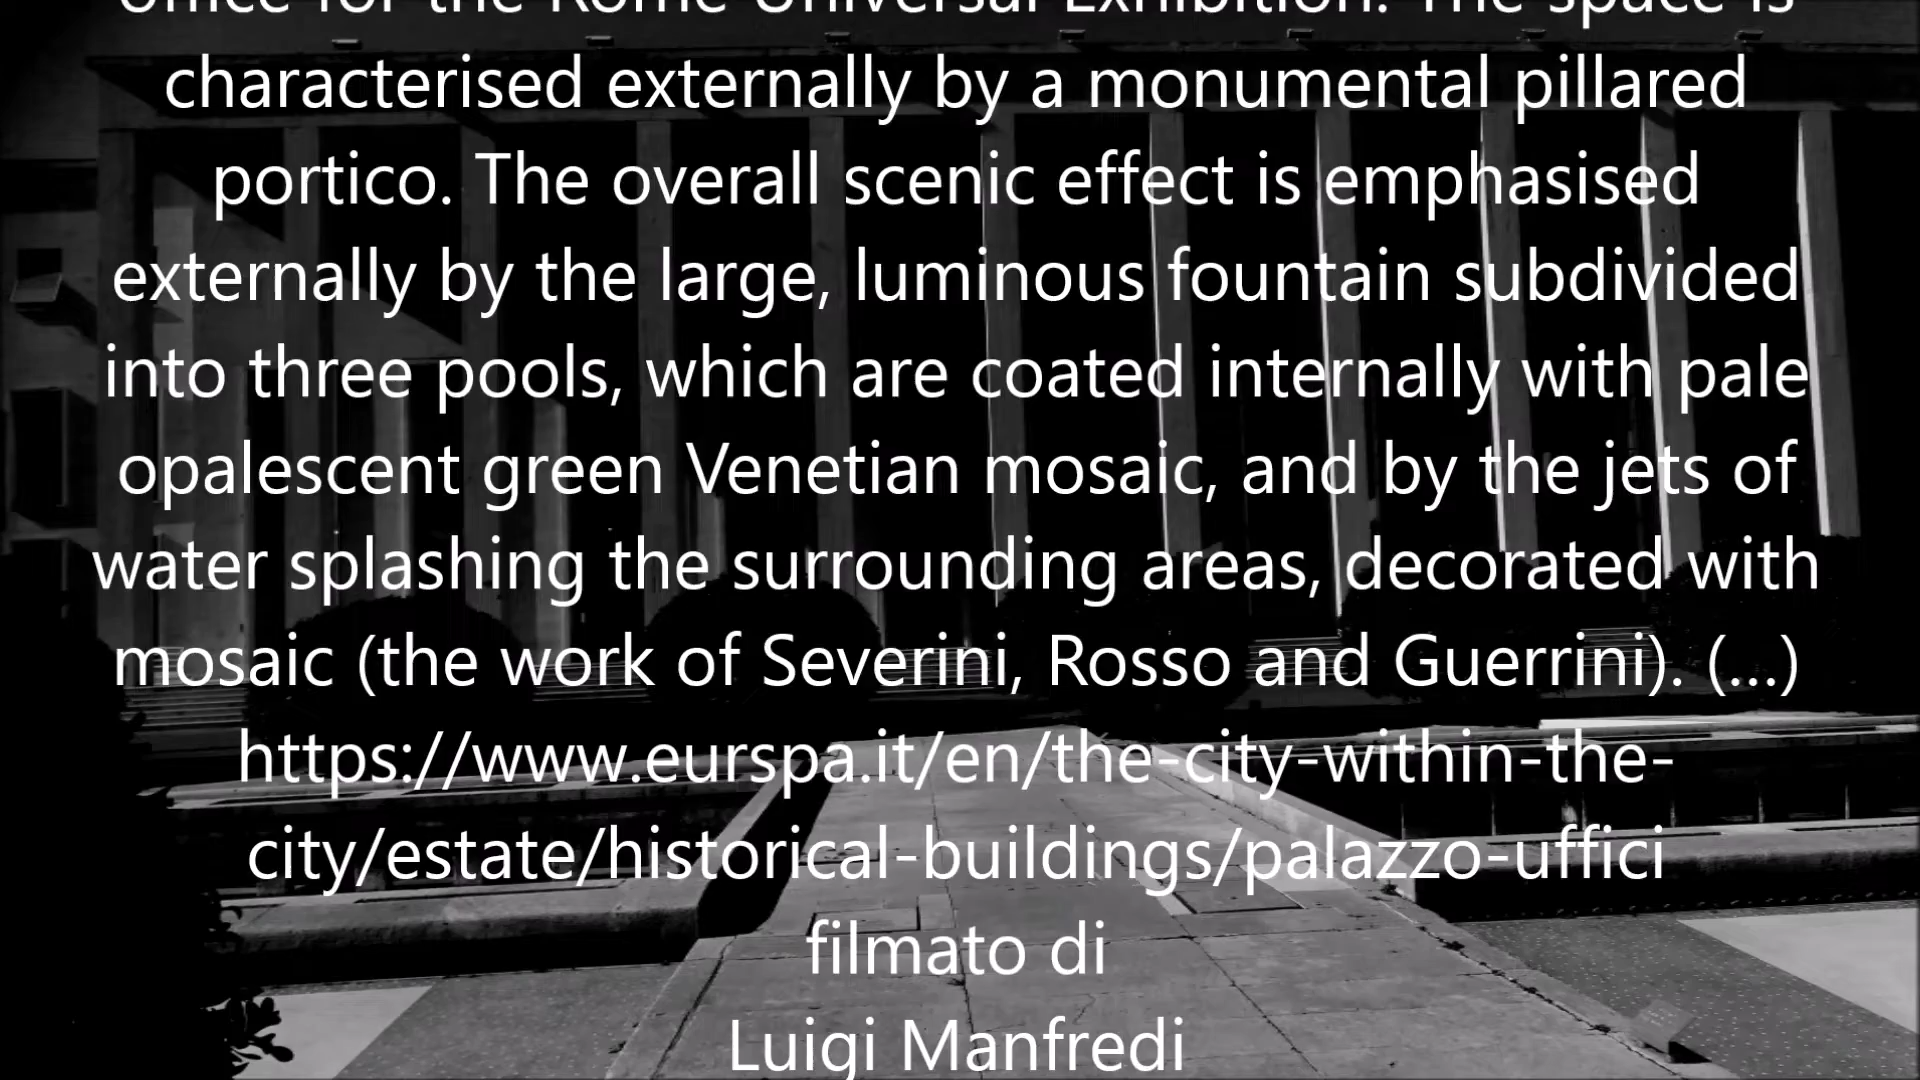 office for the Rome Universal Exhibition. The space is
characterised externally by a monumental pillared
portico. The overall scenic effect is emphasised
externally by the large, luminous fountain subdivided
into three pools, which are coated internally with pale
opalescent green Venetian mosaic, and by the jets of
water splashing the surrounding areas, decorated with
mosaic (the work of Severini, Rosso and Guerrini). (...)
https://www.eurspa.it/en/the-city-within-the-
city/estate/historical-buildings/palazzo-uffici
filmato di
Luigi Manfredi